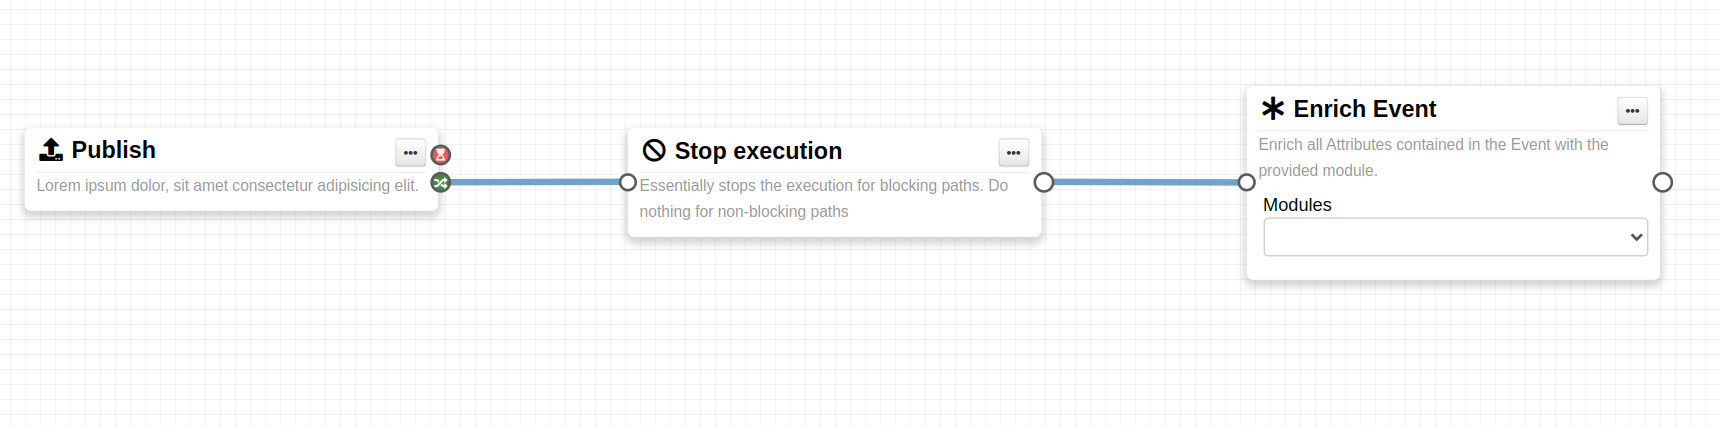 Publish
Lorem ipsum dolor, sit amet consectetur adipisicing elit.
Stop execution
Essentially stops the execution for blocking paths. Do
nothing for non-blocking paths
Enrich Event
Enrich all Attributes contained in the Event with the
provided module.
Modules